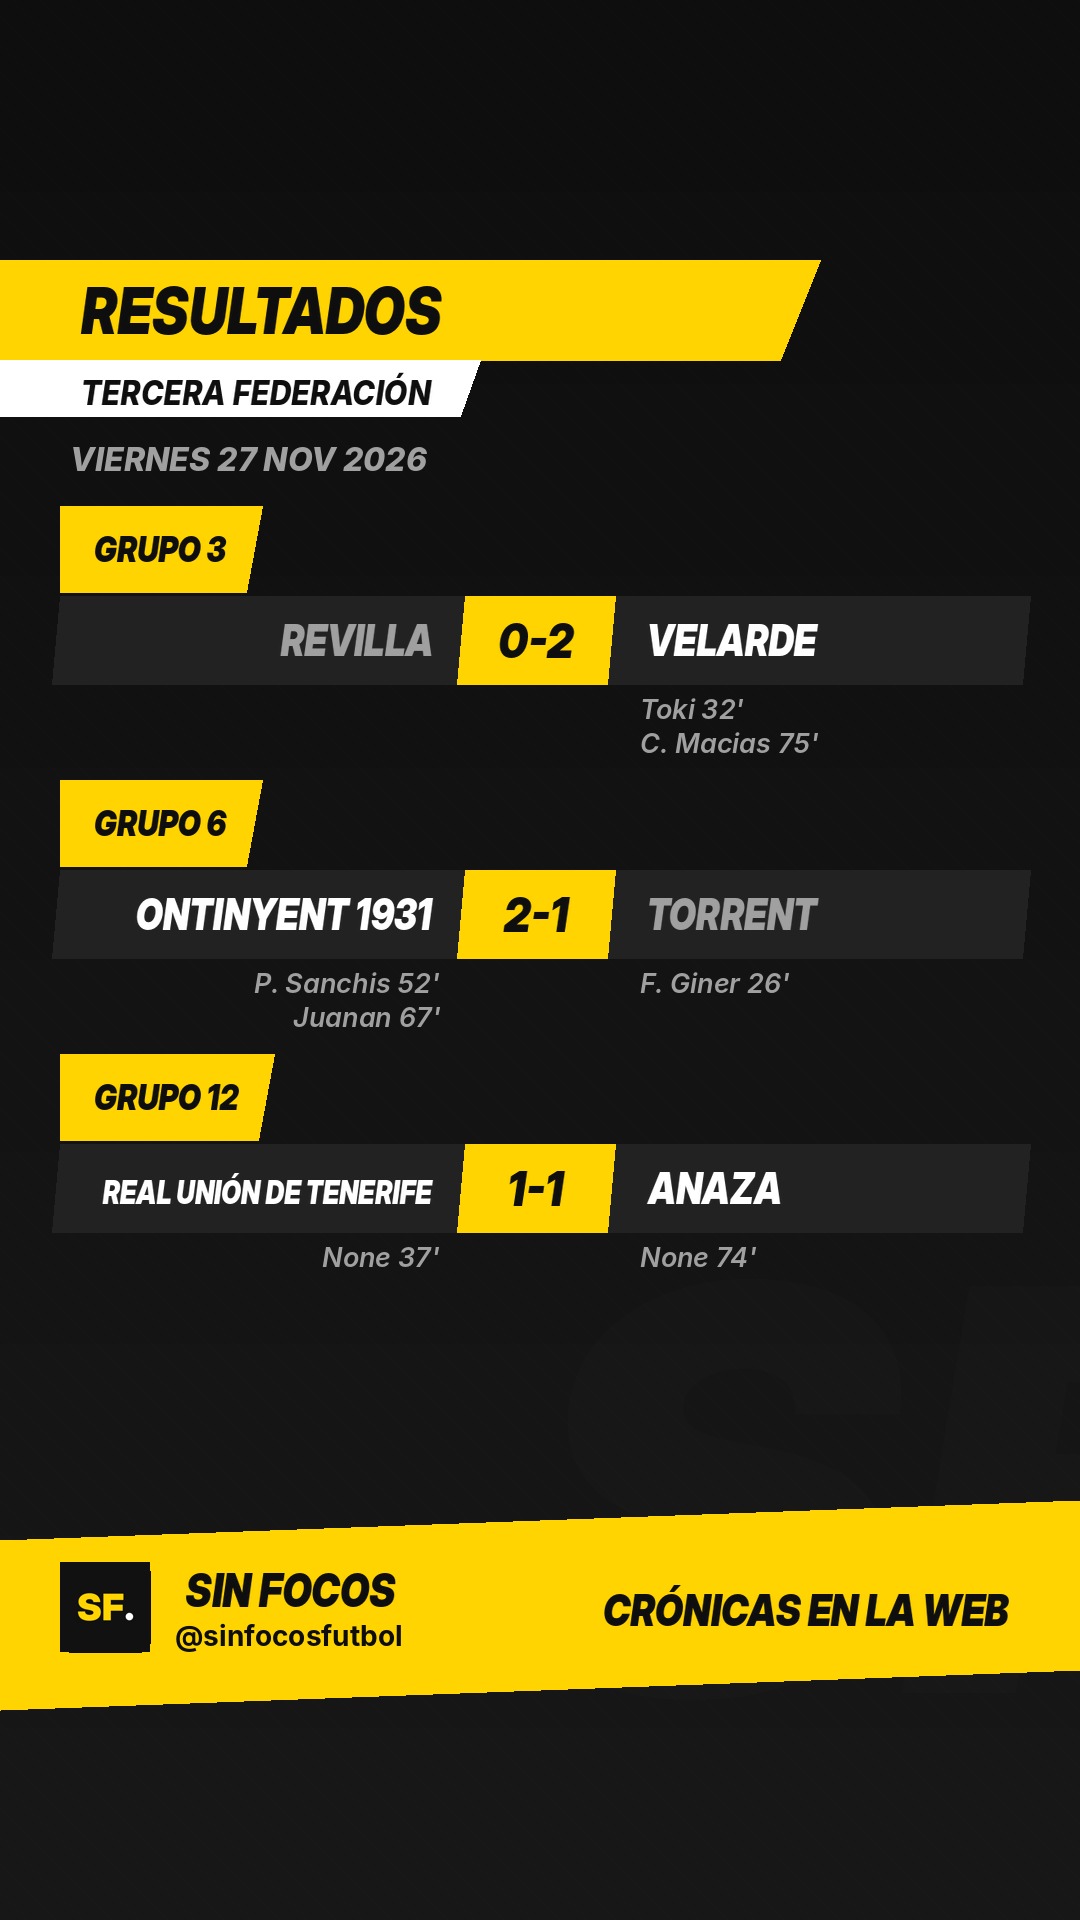 RESULTADOS
TERCERA FEDERACIÓN
VIERNES 27 NOV 2026
GRUPO 3
REVILLA 0-2 VELARDE
Toki 32'
C. Macias 75'
GRUPO 6
ONTINYENT 1931 2-1 TORRENT
P. Sanchis 52' F. Giner 26'
Juanan 67'
GRUPO 12
REAL UNIÓN DE TENERIFE 1-1 ANAZA
None 37' None 74'
SF
SF. SIN FOCOS
@sinfocosfutbol
CRÓNICAS EN LA WEB